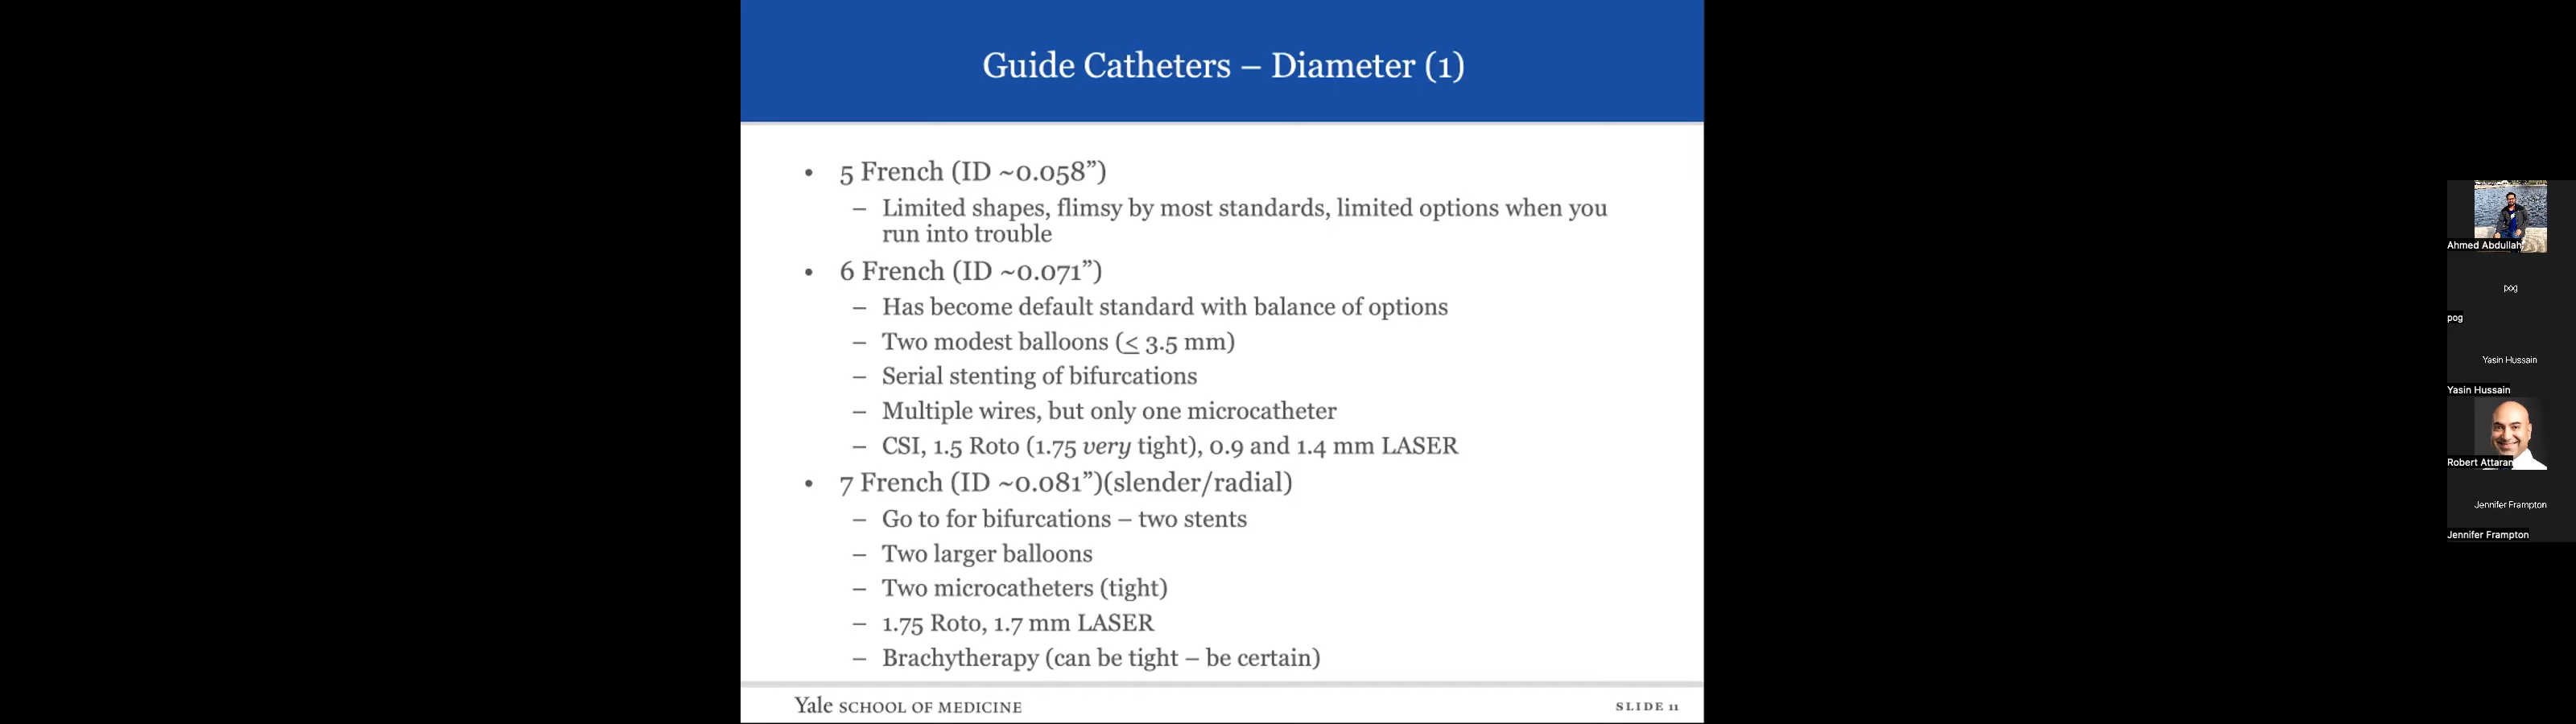 Guide Catheters – Diameter (1)
• 5 French (ID ~0.058”)
– Limited shapes, flimsy by most standards, limited options when you
run into trouble
• 6 French (ID ~0.071”)
– Has become default standard with balance of options
– Two modest balloons (≤ 3.5 mm)
– Serial stenting of bifurcations
– Multiple wires, but only one microcatheter
– CSI, 1.5 Roto (1.75 very tight), 0.9 and 1.4 mm LASER
• 7 French (ID ~0.081”)(slender/radial)
– Go to for bifurcations – two stents
– Two larger balloons
– Two microcatheters (tight)
– 1.75 Roto, 1.7 mm LASER
– Brachytherapy (can be tight – be certain)
Yale SCHOOL OF MEDICINE
SLIDE 11
Ahmed Abdullah
pog
pog
Yasin Hussain
Yasin Hussain
Robert Attaran
Jennifer Frampton
Jennifer Frampton